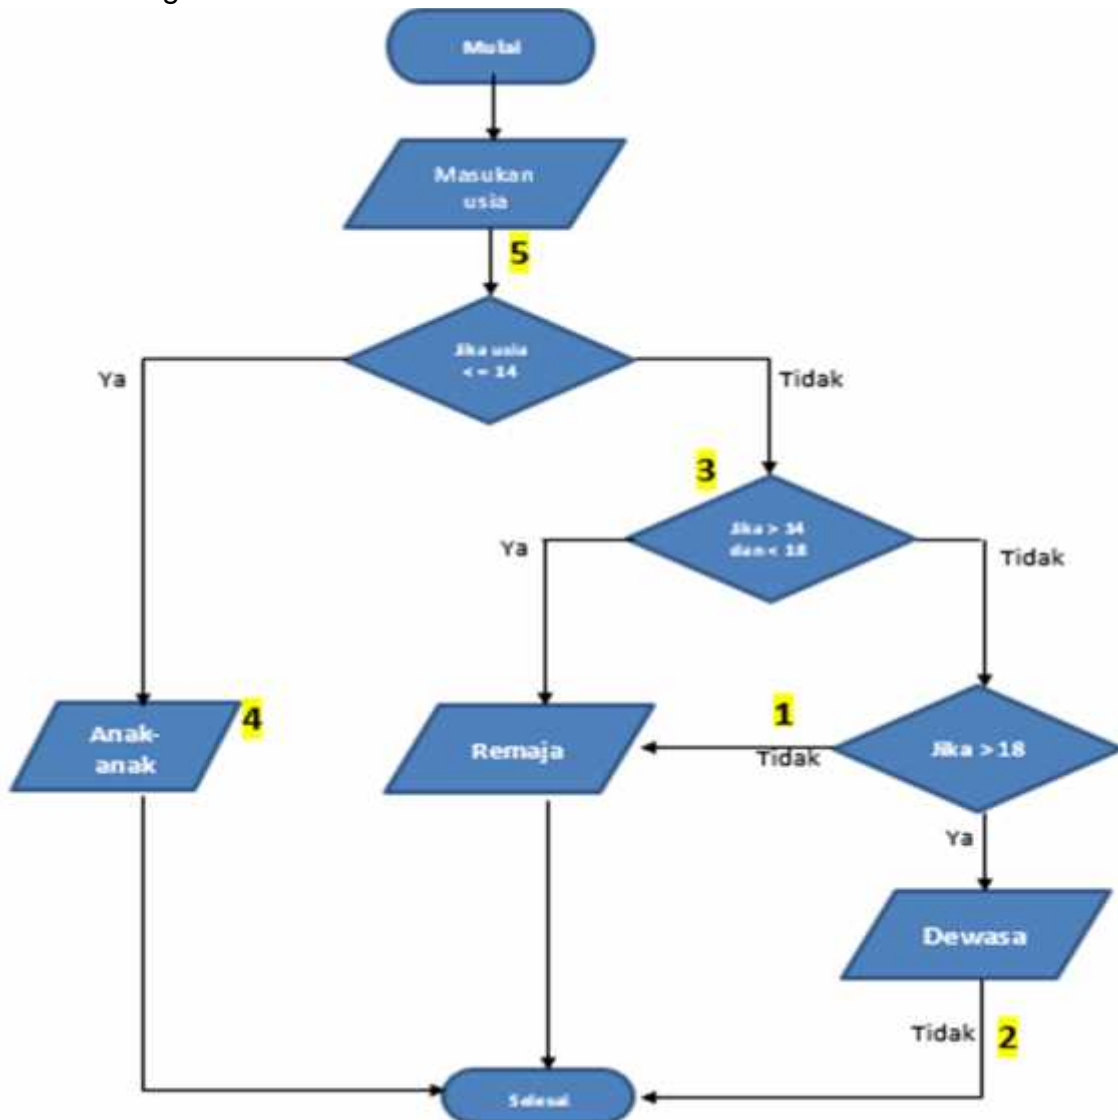 Mulai
Masukan
usia
5
Jika usia
< = 14
Ya
Tidak
3
Jika > 14
dan < 18
Ya
Tidak
Anak-
anak
4
Remaja
1
Tidak
Jika > 18
Ya
Dewasa
Tidak
2
Selesai